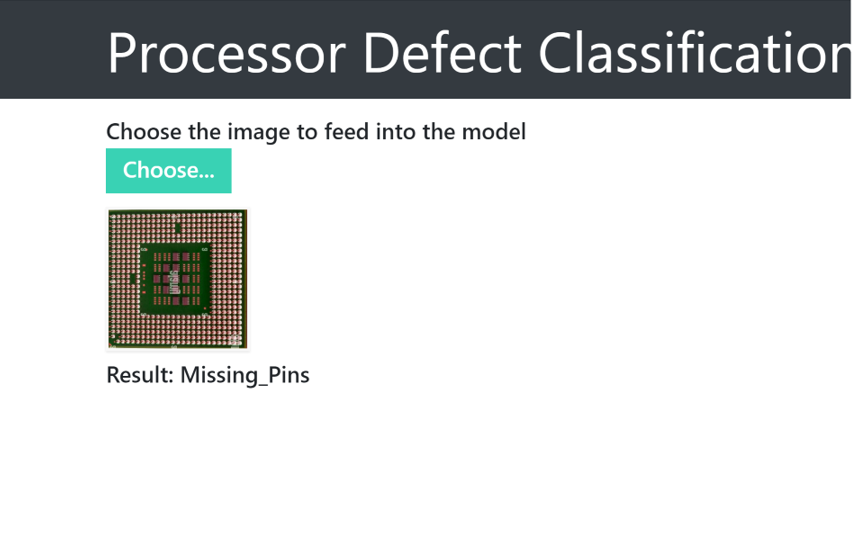 Processor Defect Classification
Choose the image to feed into the model
Choose...
Result: Missing_Pins